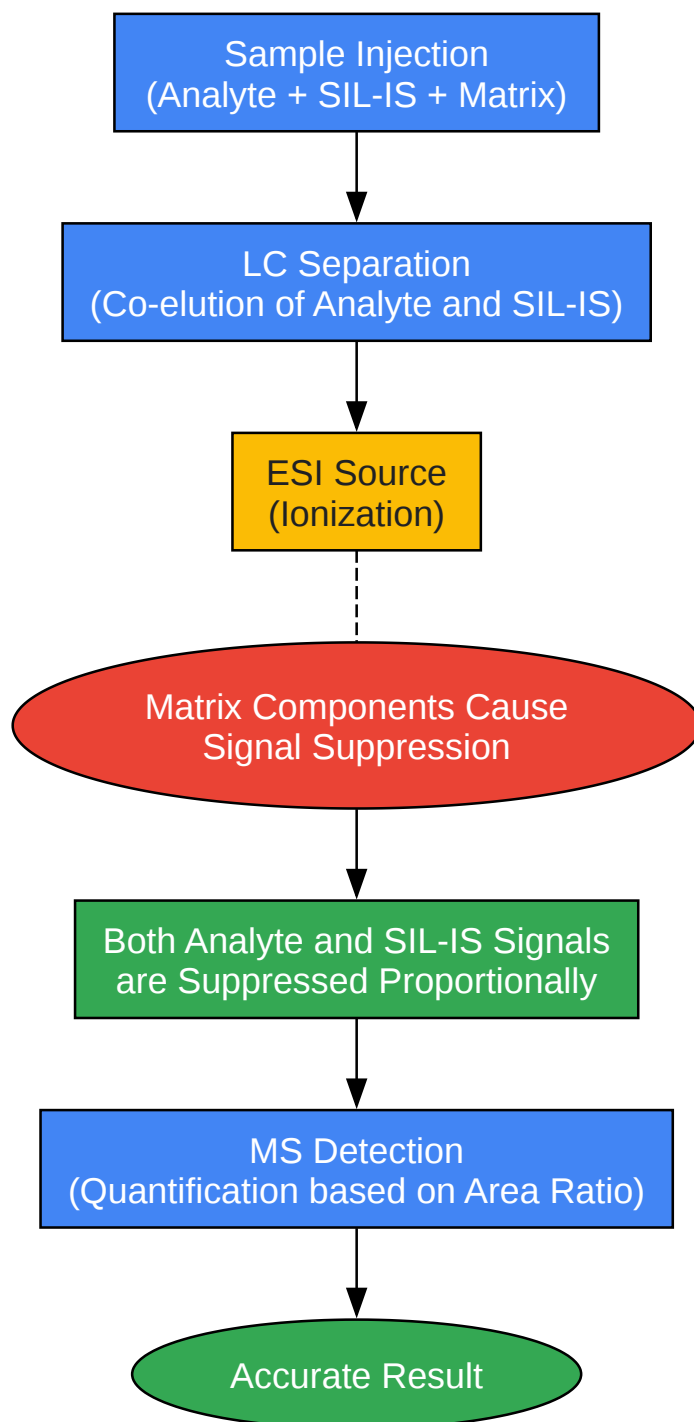 Sample Injection
(Analyte + SIL-IS + Matrix)
LC Separation
(Co-elution of Analyte and SIL-IS)
ESI Source
(Ionization)
Matrix Components Cause
Signal Suppression
Both Analyte and SIL-IS Signals
are Suppressed Proportionally
MS Detection
(Quantification based on Area Ratio)
Accurate Result